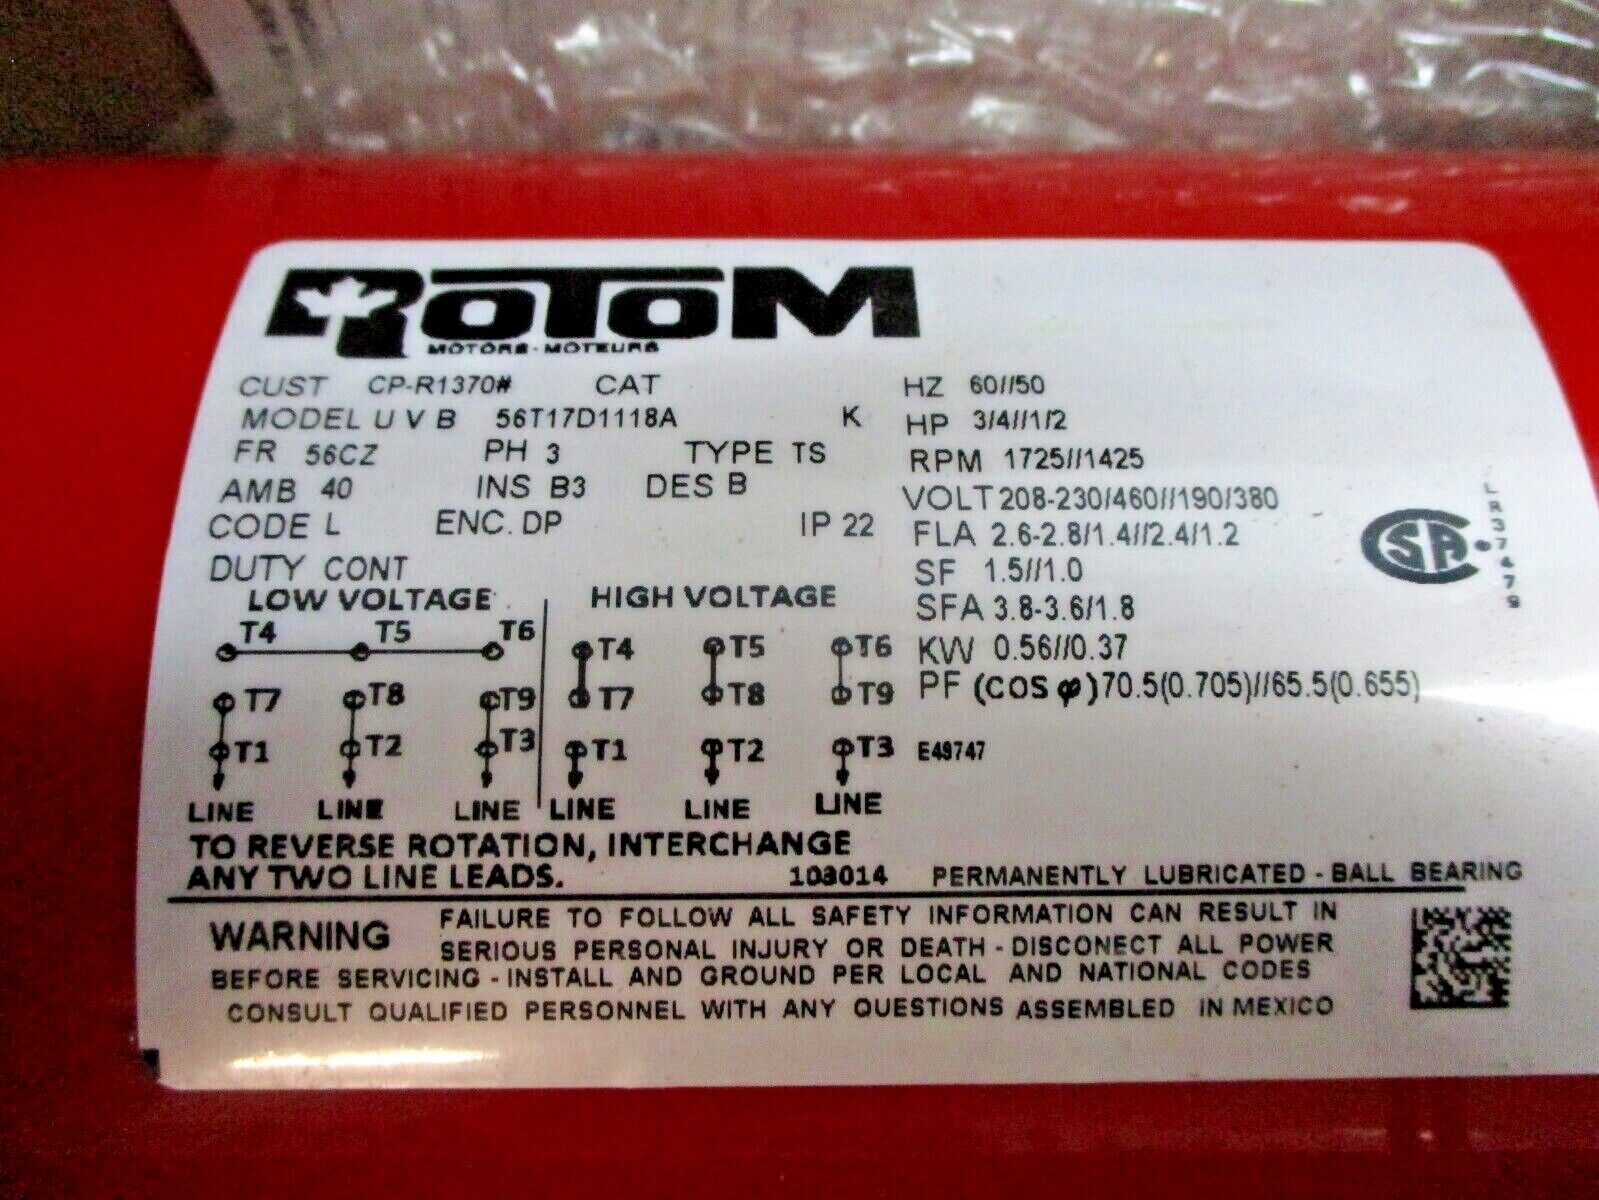 ROTOM
MOTORS - MOTEURS
CUST CP-R1370# CAT
MODEL U V B 56T17D1118A K
FR 56CZ PH 3 TYPE TS
AMB 40 INS B3 DES B
CODE L ENC. DP IP 22
DUTY CONT
HZ 60//50
HP 3/4//1/2
RPM 1725//1425
VOLT 208-230/460//190/380
FLA 2.6-2.8/1.4//2.4/1.2
SF 1.5//1.0
SFA 3.8-3.6/1.8
KW 0.56//0.37
PF (COS φ)70.5(0.705)//65.5(0.655)
E49747
CSA
LR37479
LOW VOLTAGE
T4 T5 T6
T7 T8 T9
T1 T2 T3
LINE LINE LINE
HIGH VOLTAGE
T4 T5 T6
T7 T8 T9
T1 T2 T3
LINE LINE LINE
TO REVERSE ROTATION, INTERCHANGE
ANY TWO LINE LEADS. 103014 PERMANENTLY LUBRICATED - BALL BEARING
WARNING FAILURE TO FOLLOW ALL SAFETY INFORMATION CAN RESULT IN
SERIOUS PERSONAL INJURY OR DEATH - DISCONECT ALL POWER
BEFORE SERVICING - INSTALL AND GROUND PER LOCAL AND NATIONAL CODES
CONSULT QUALIFIED PERSONNEL WITH ANY QUESTIONS ASSEMBLED IN MEXICO